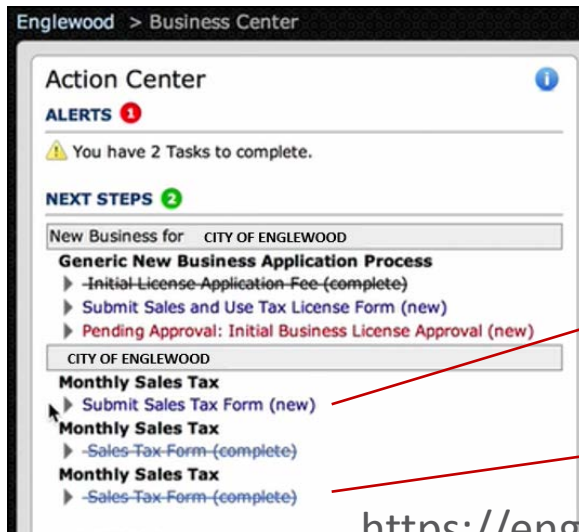 Englewood > Business Center
Action Center
ALERTS 1
You have 2 Tasks to complete.
NEXT STEPS 2
New Business for CITY OF ENGLEWOOD
Generic New Business Application Process
Initial License Application Fee (complete)
Submit Sales and Use Tax License Form (new)
Pending Approval: Initial Business License Approval (new)
CITY OF ENGLEWOOD
Monthly Sales Tax
Submit Sales Tax Form (new)
Monthly Sales Tax
Sales Tax Form (complete)
Monthly Sales Tax
Sales Tax Form (complete)
https://eng